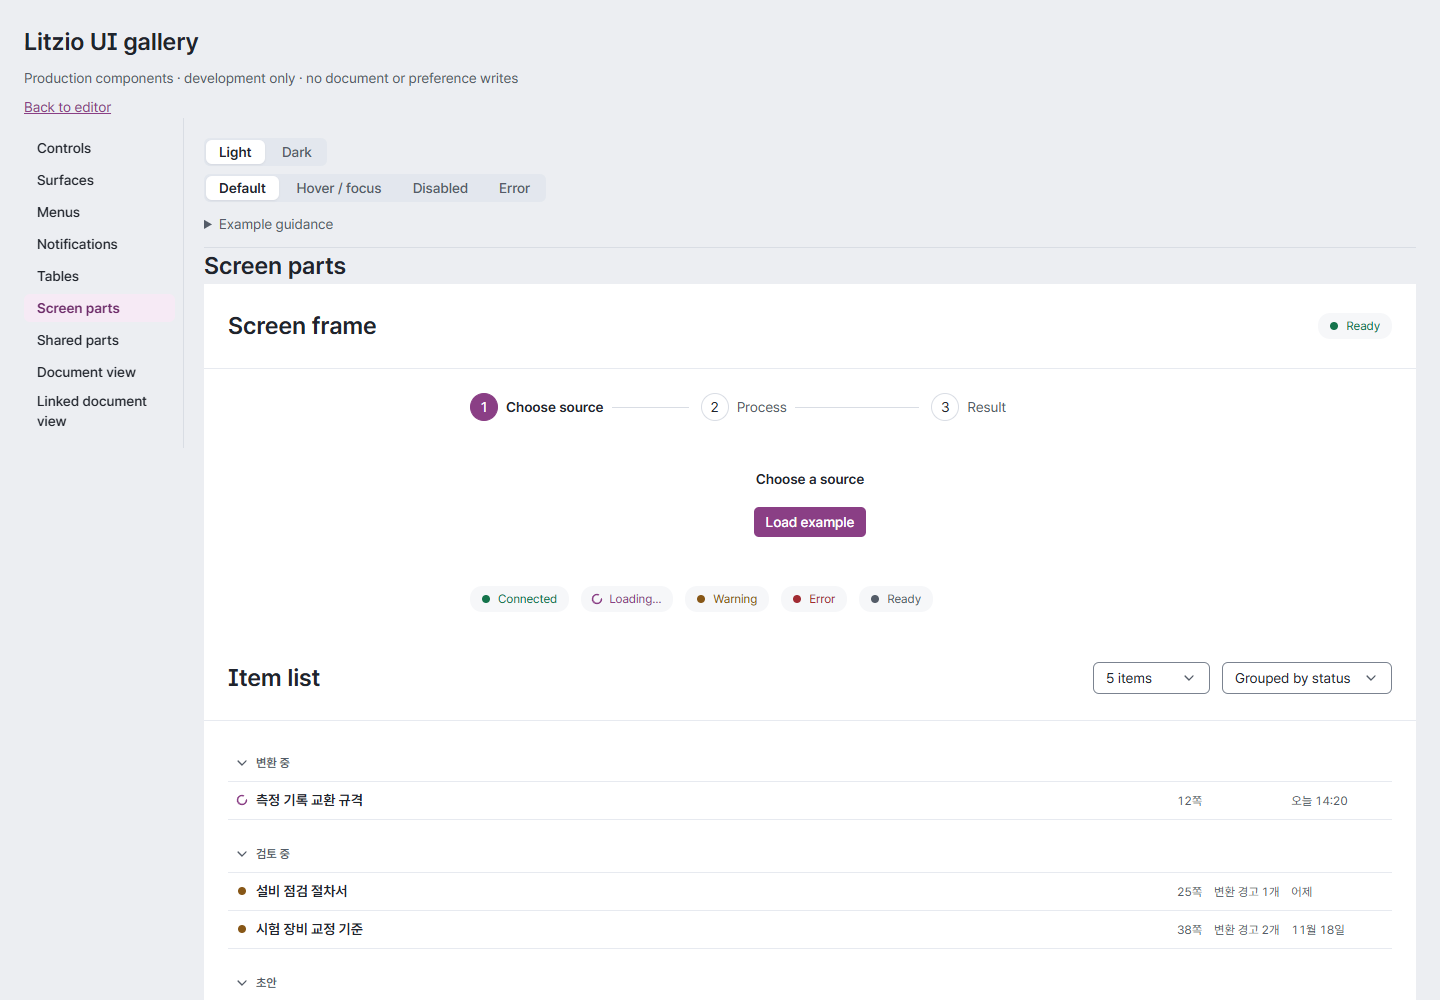 Litzio UI gallery
Production components · development only · no document or preference writes
Back to editor
Controls
Surfaces
Menus
Notifications
Tables
Screen parts
Shared parts
Document view
Linked document
view
Light Dark
Default Hover / focus Disabled Error
Example guidance
Screen parts
Screen frame
Ready
1 Choose source 2 Process 3 Result
Choose a source
Load example
Connected Loading... Warning Error Ready
Item list
5 items Grouped by status
변환 중
측정 기록 교환 규격 12쪽 오늘 14:20
검토 중
설비 점검 절차서 25쪽 변환 경고 1개 어제
시험 장비 교정 기준 38쪽 변환 경고 2개 11월 18일
초안